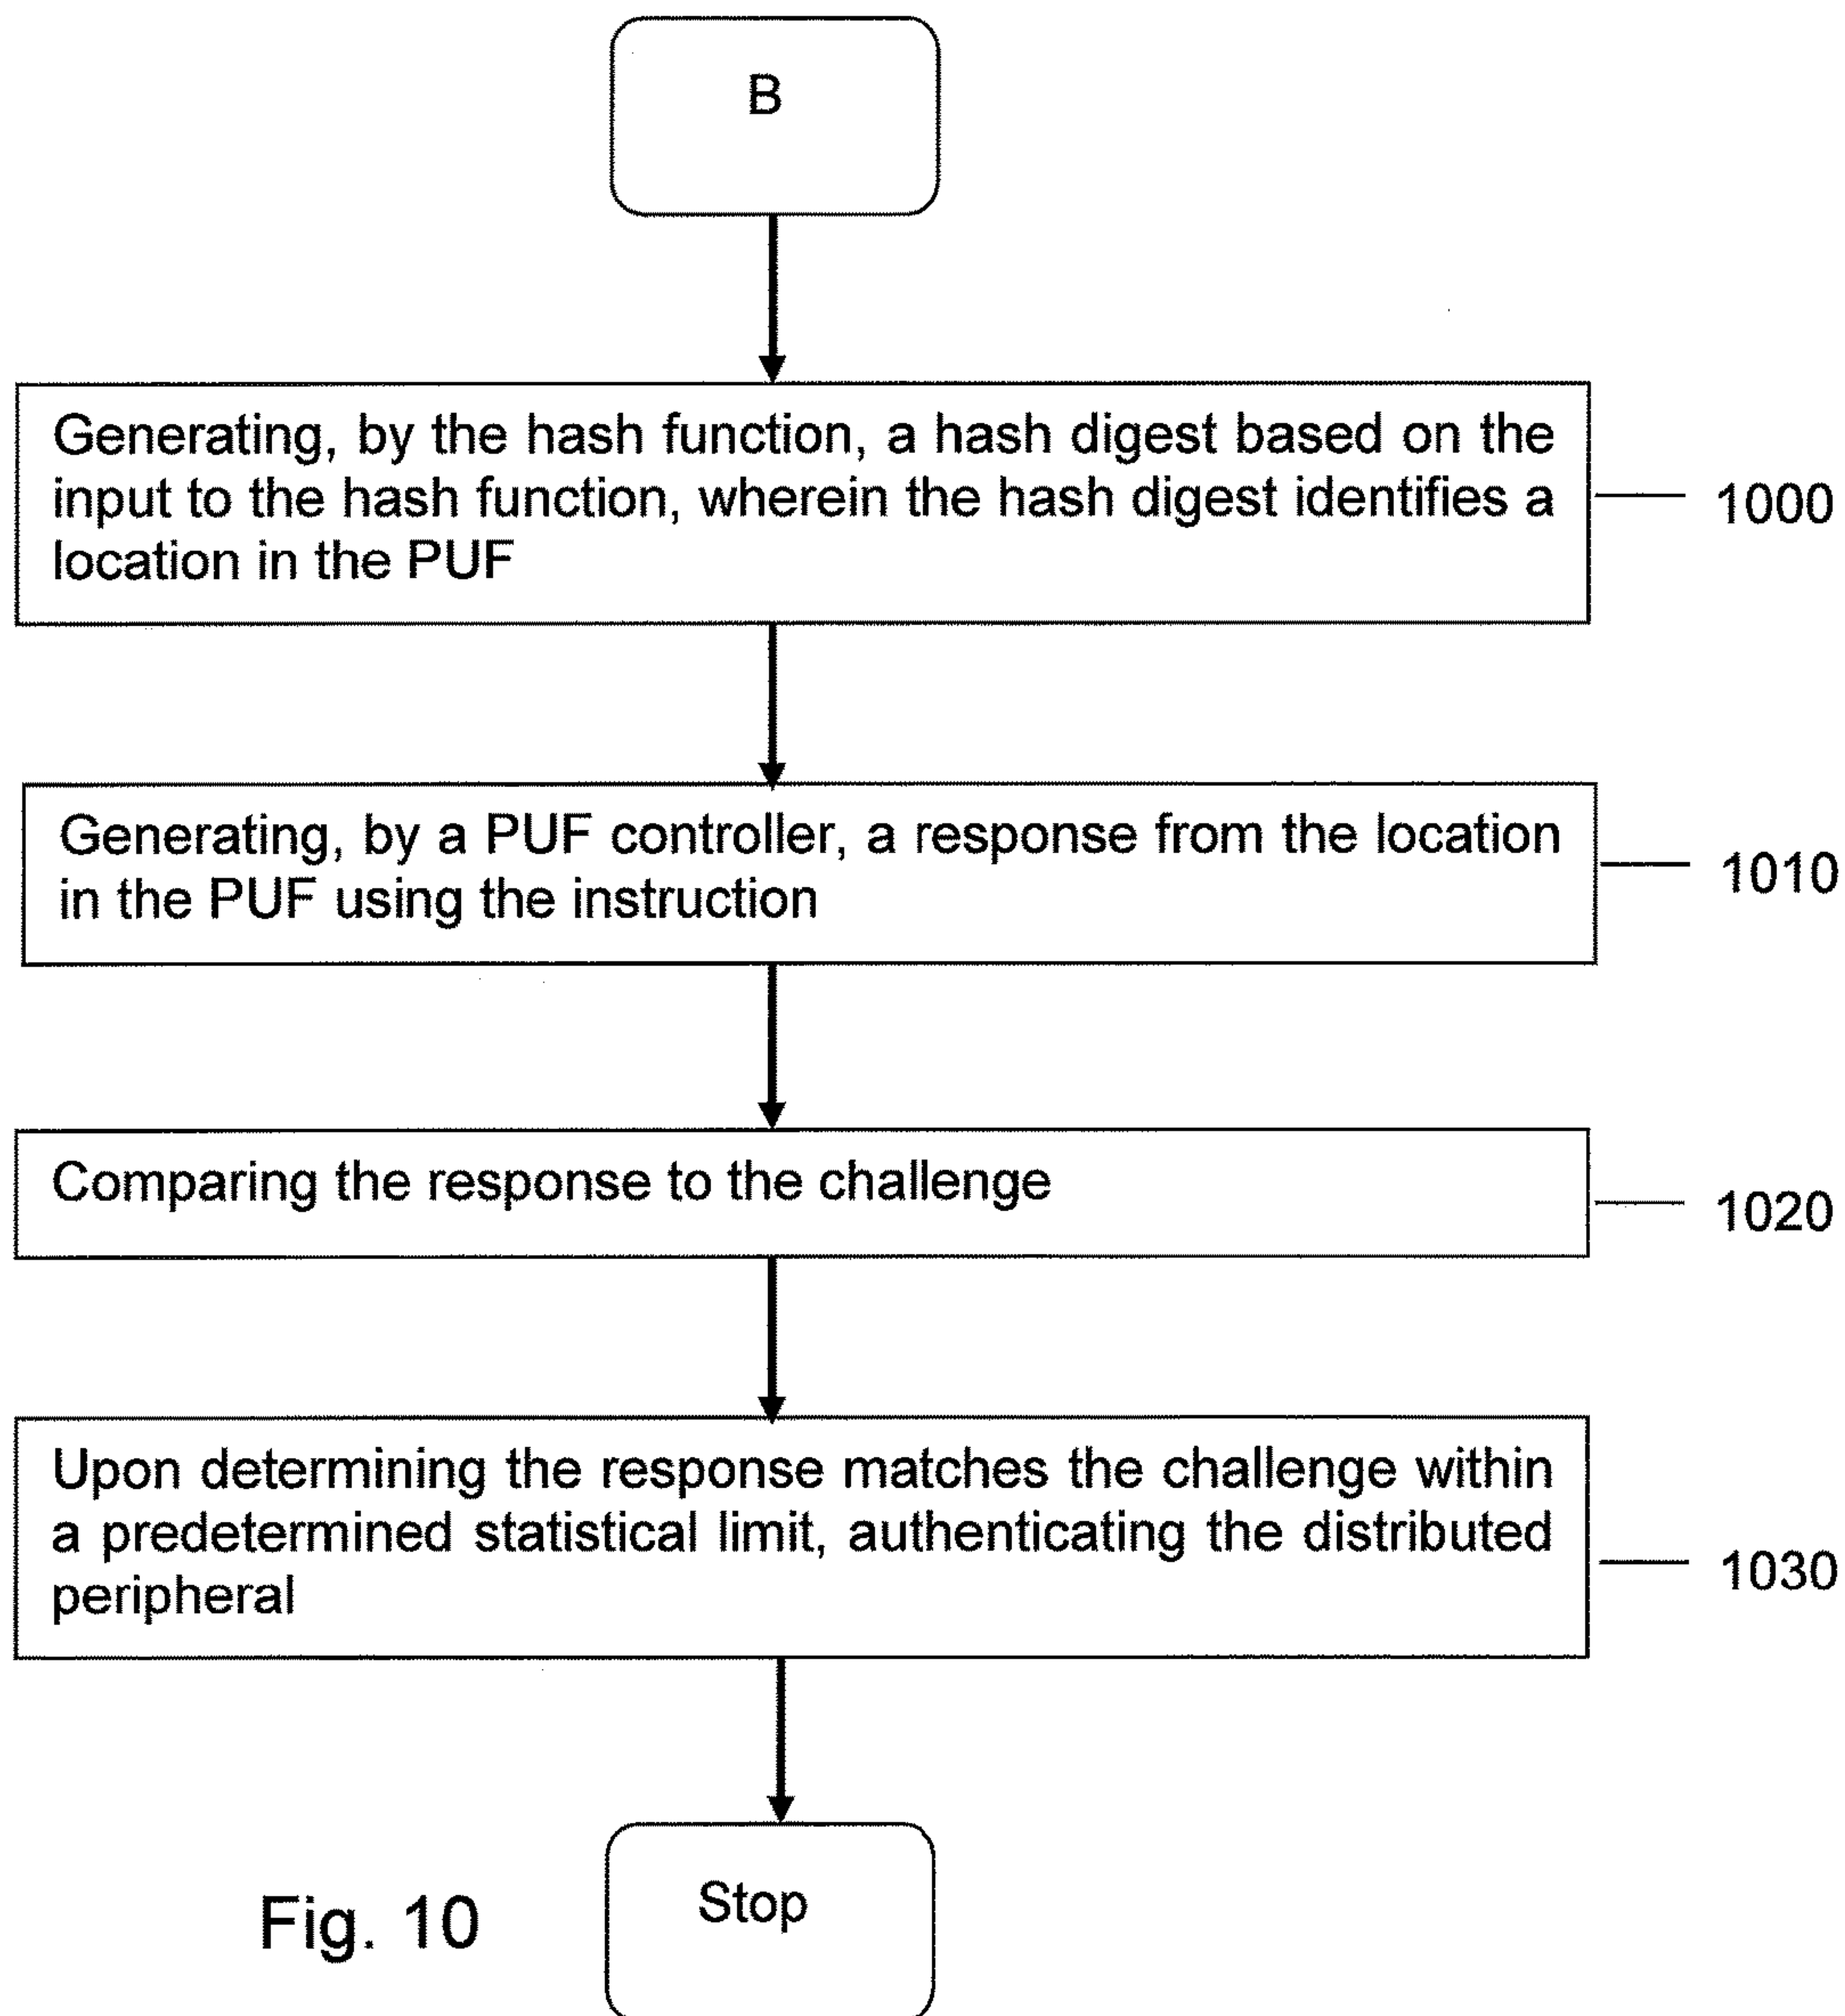 B
Generating, by the hash function, a hash digest based on the
input to the hash function, wherein the hash digest identifies a
location in the PUF
1000
Generating, by a PUF controller, a response from the location
in the PUF using the instruction
1010
Comparing the response to the challenge
1020
Upon determining the response matches the challenge within
a predetermined statistical limit, authenticating the distributed
peripheral
1030
Stop
Fig. 10